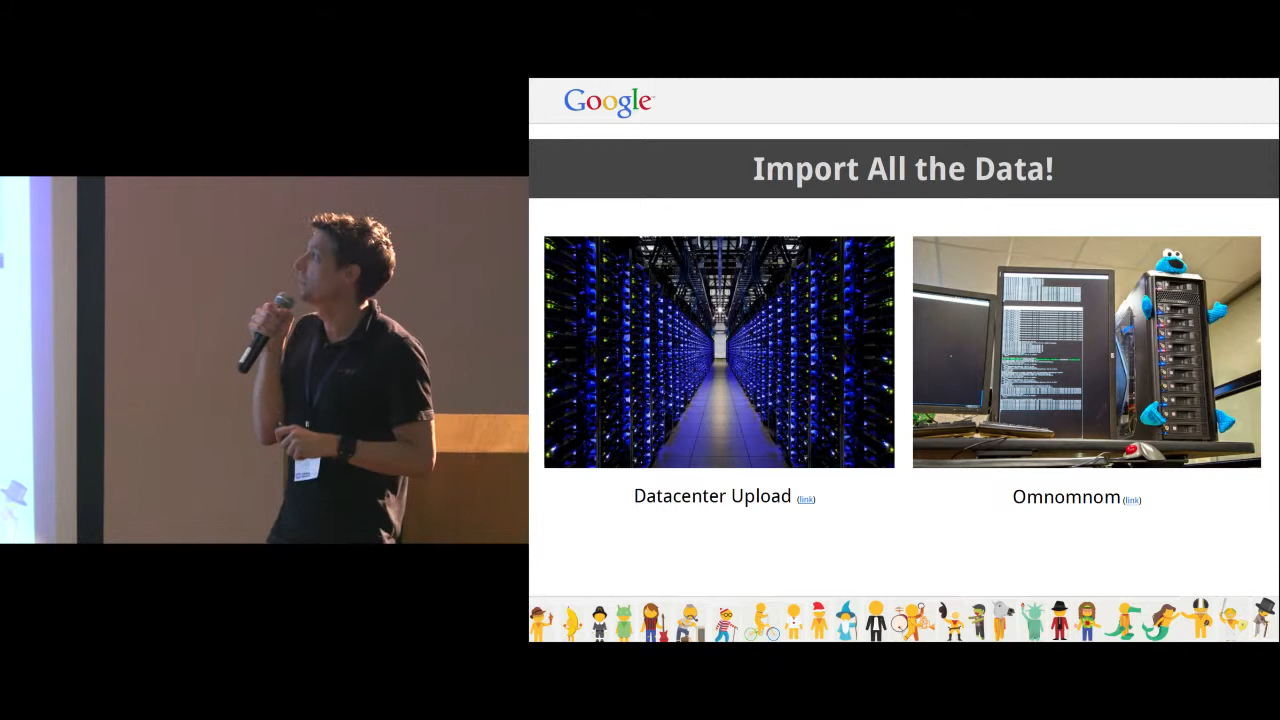 Google
Import All the Data!
Datacenter Upload (link)
Omnomnom (link)